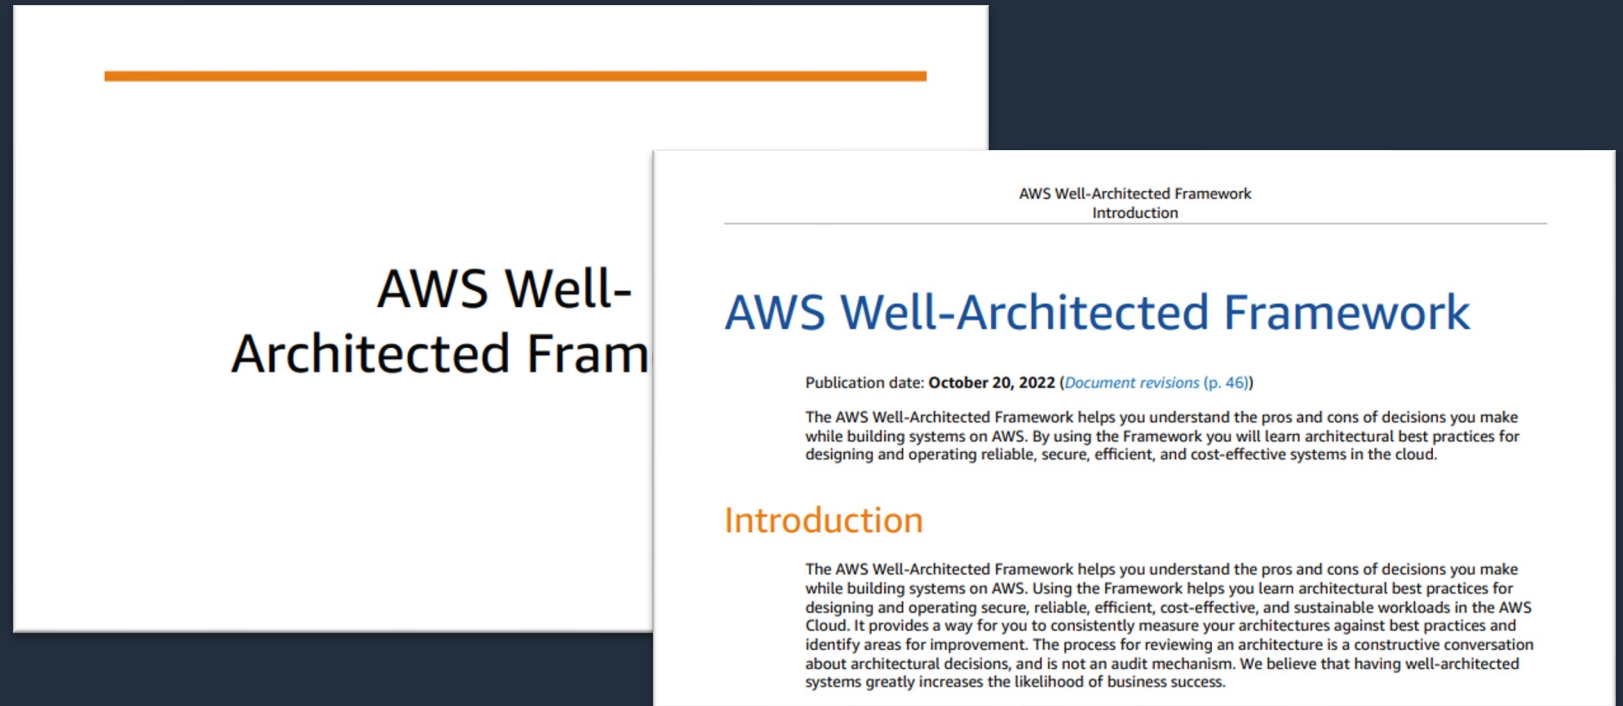 AWS Well-
Architected Fram
AWS Well-Architected Framework
Introduction
AWS Well-Architected Framework
Publication date: October 20, 2022 (Document revisions (p. 46))
The AWS Well-Architected Framework helps you understand the pros and cons of decisions you make
while building systems on AWS. By using the Framework you will learn architectural best practices for
designing and operating reliable, secure, efficient, and cost-effective systems in the cloud.
Introduction
The AWS Well-Architected Framework helps you understand the pros and cons of decisions you make
while building systems on AWS. Using the Framework helps you learn architectural best practices for
designing and operating secure, reliable, efficient, cost-effective, and sustainable workloads in the AWS
Cloud. It provides a way for you to consistently measure your architectures against best practices and
identify areas for improvement. The process for reviewing an architecture is a constructive conversation
about architectural decisions, and is not an audit mechanism. We believe that having well-architected
systems greatly increases the likelihood of business success.